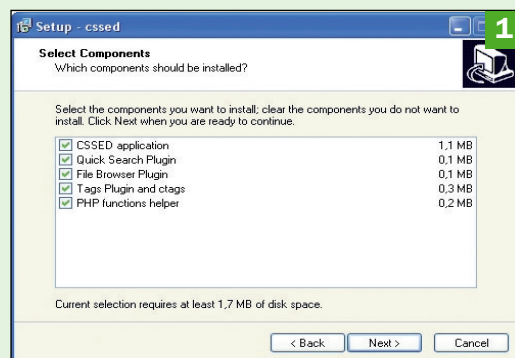 Setup - cssed
1
Select Components
Which components should be installed?
Select the components you want to install; clear the components you do not want to
install. Click Next when you are ready to continue.
CSSED application 1,1 MB
Quick Search Plugin 0,1 MB
File Browser Plugin 0,1 MB
Tags Plugin and ctags 0,3 MB
PHP functions helper 0,2 MB
Current selection requires at least 1,7 MB of disk space.
< Back Next > Cancel